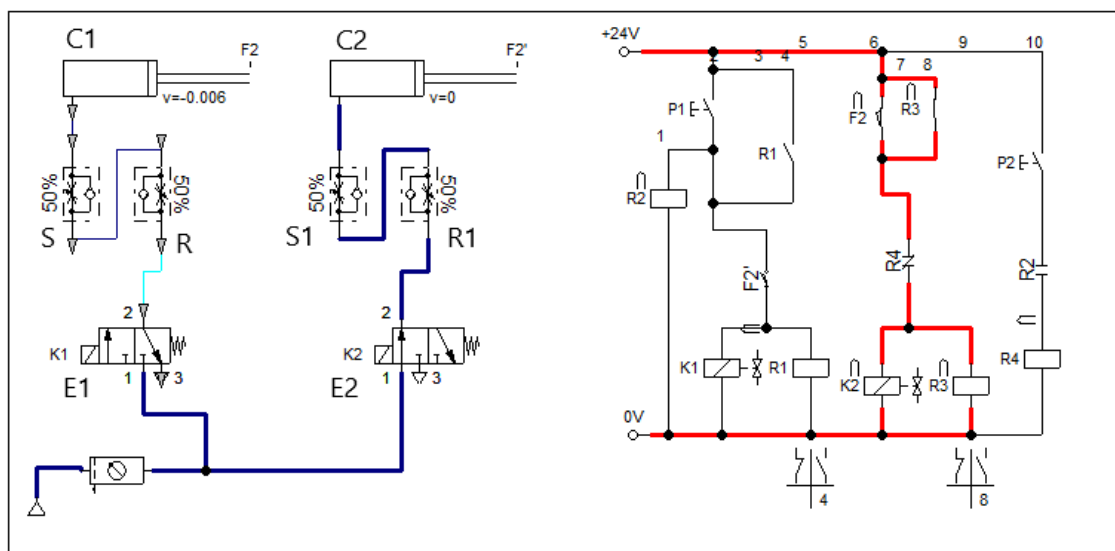 C1
F2
v=-0.006
C2
F2'
v=0
50%
50%
S
R
50%
50%
S1
R1
2
K1
1
3
E1
2
K2
1
3
E2
+24V
2
3
4
5
6
7
8
9
10
P1
1
R2
R1
F2'
F2
R3
R4
P2
R2
R4
K1
R1
K2
R3
0V
4
8